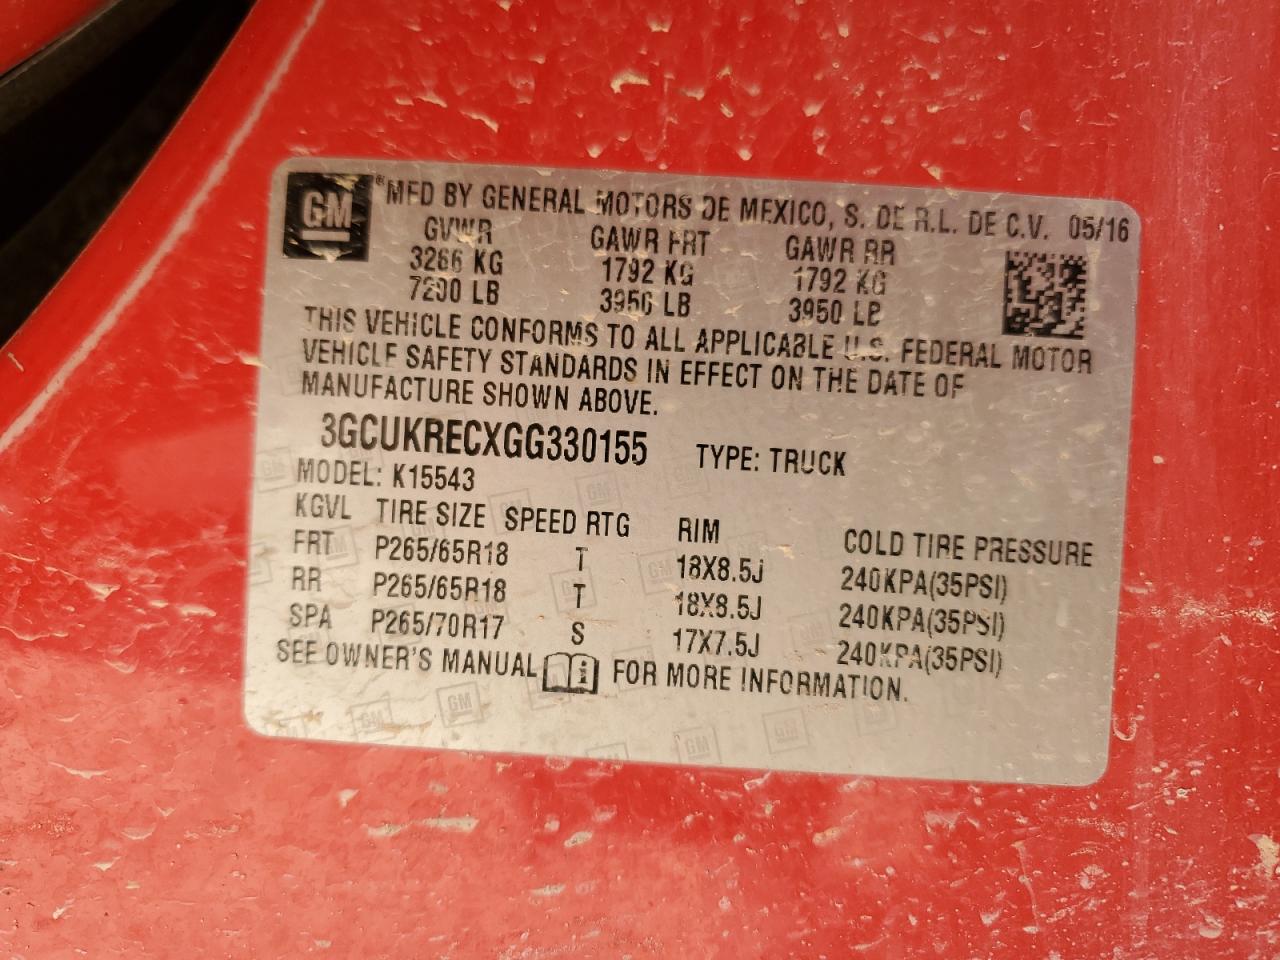 GM ® MFD BY GENERAL MOTORS DE MEXICO, S. DE R.L. DE C.V. 05/16
GVWR GAWR FRT GAWR RR
3266 KG 1792 KG 1792 KG
7200 LB 3950 LB 3950 LB
THIS VEHICLE CONFORMS TO ALL APPLICABLE U.S. FEDERAL MOTOR
VEHICLE SAFETY STANDARDS IN EFFECT ON THE DATE OF
MANUFACTURE SHOWN ABOVE.
3GCUKRECXGG330155 TYPE: TRUCK
MODEL: K15543
KGVL TIRE SIZE SPEED RTG RIM COLD TIRE PRESSURE
FRT P265/65R18 T 18X8.5J 240KPA(35PSI)
RR P265/65R18 T 18X8.5J 240KPA(35PSI)
SPA P265/70R17 S 17X7.5J 240KPA(35PSI)
SEE OWNER'S MANUAL i FOR MORE INFORMATION.